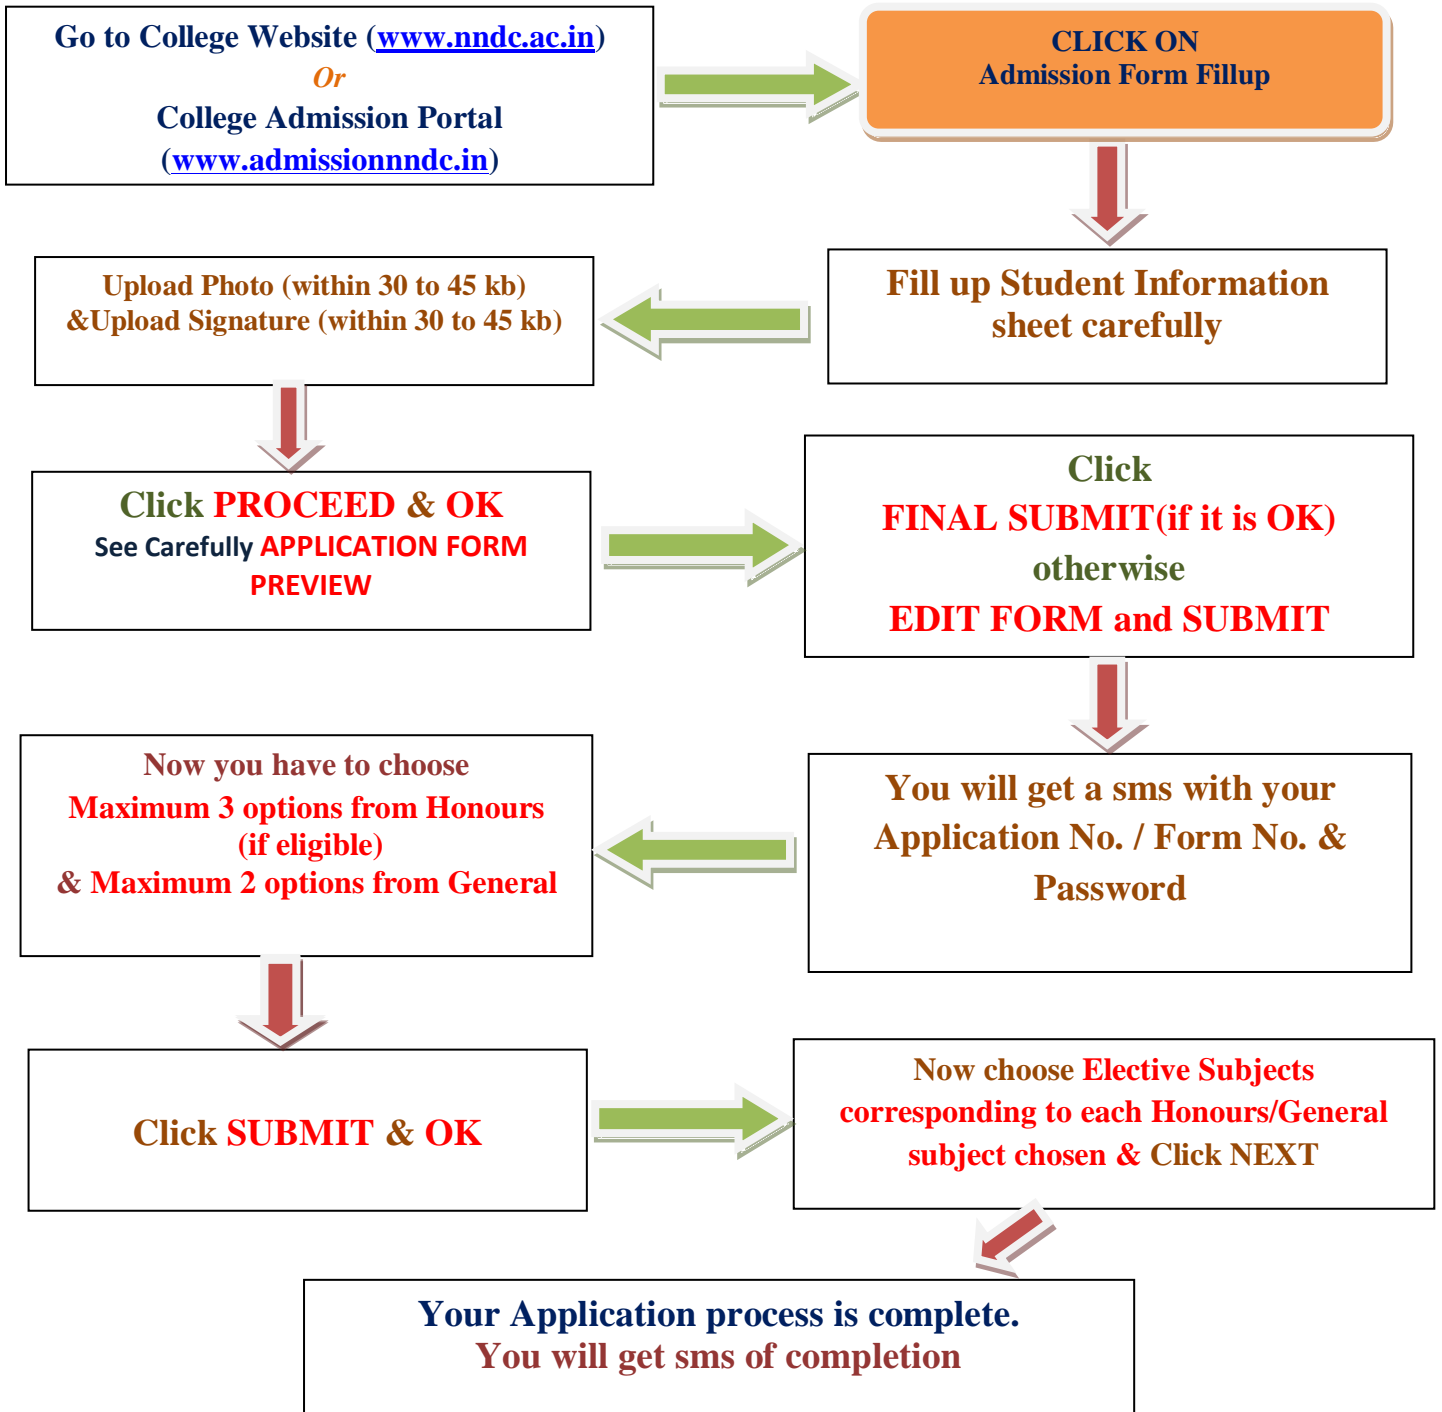 Go to College Website (www.nndc.ac.in)
Or
College Admission Portal
(www.admissionnndc.in)
CLICK ON
Admission Form Fillup
Fill up Student Information
sheet carefully
Upload Photo (within 30 to 45 kb)
&Upload Signature (within 30 to 45 kb)
Click PROCEED & OK
See Carefully APPLICATION FORM
PREVIEW
Click
FINAL SUBMIT(if it is OK)
otherwise
EDIT FORM and SUBMIT
You will get a sms with your
Application No. / Form No. &
Password
Now you have to choose
Maximum 3 options from Honours
(if eligible)
& Maximum 2 options from General
Click SUBMIT & OK
Now choose Elective Subjects
corresponding to each Honours/General
subject chosen & Click NEXT
Your Application process is complete.
You will get sms of completion